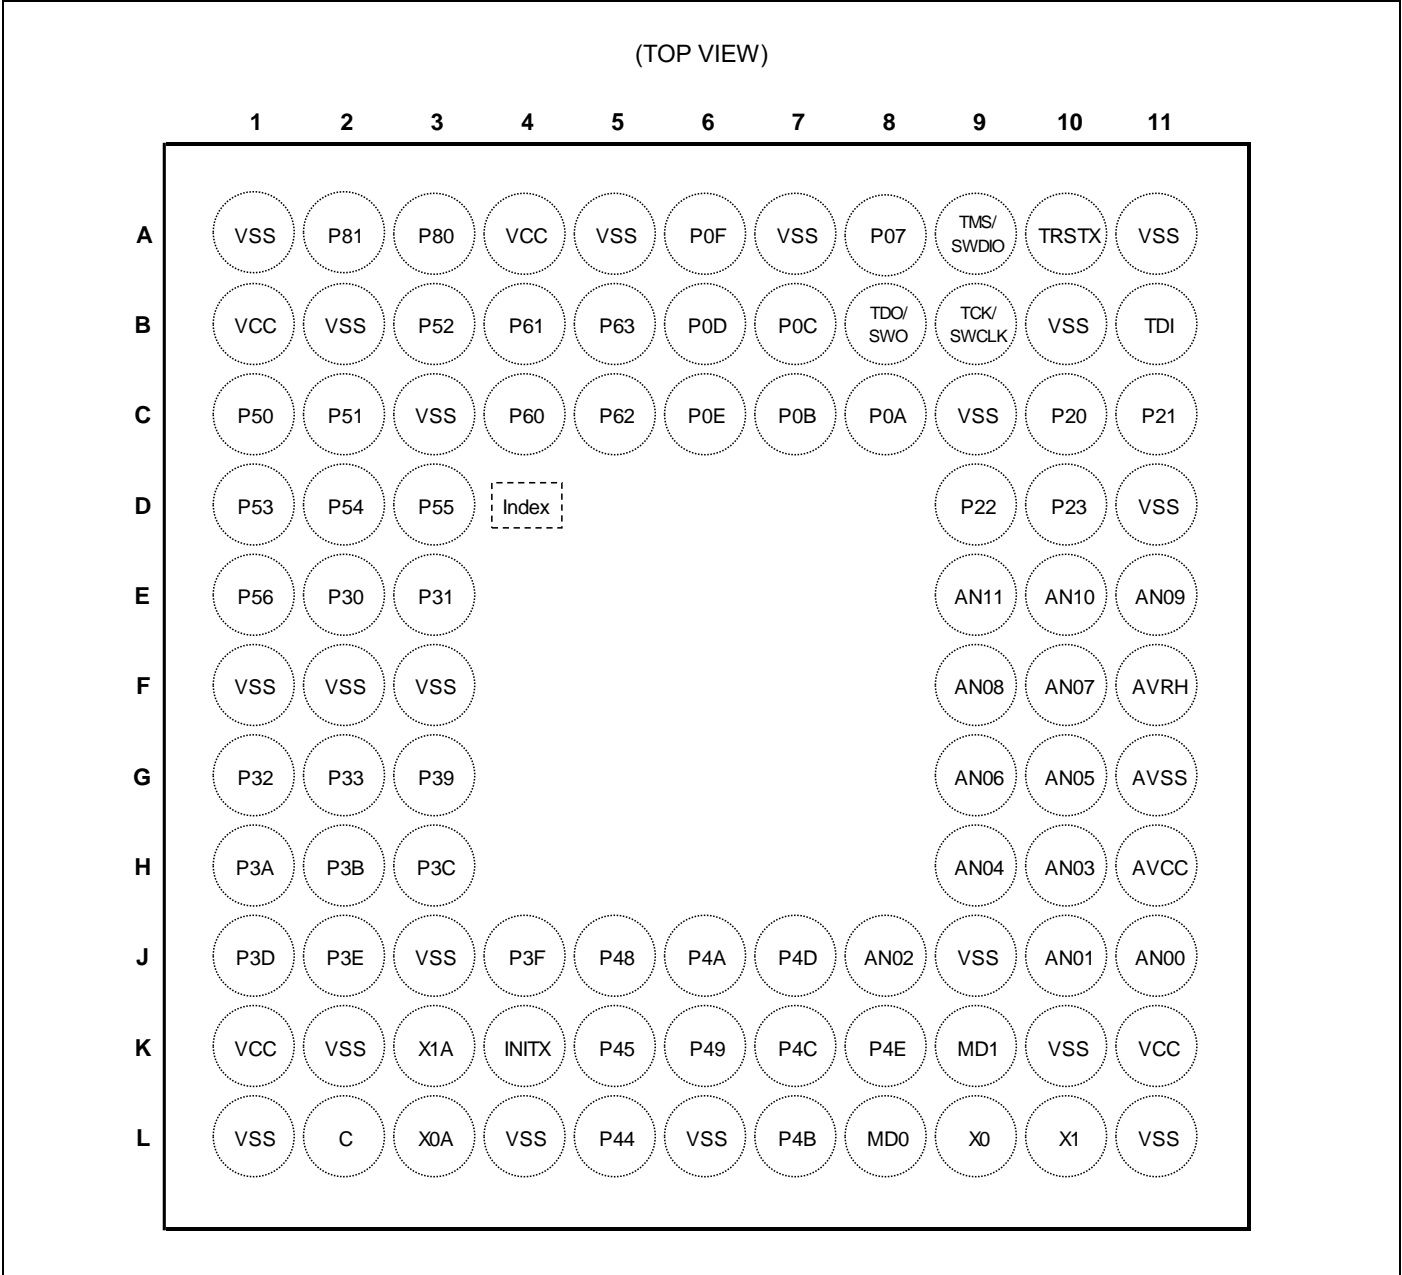 (TOP VIEW)
1 2 3 4 5 6 7 8 9 10 11
A VSS P81 P80 VCC VSS P0F VSS P07 TMS/ SWDIO TRSTX VSS
B VCC VSS P52 P61 P63 P0D P0C TDO/ SWO TCK/ SWCLK VSS TDI
C P50 P51 VSS P60 P62 P0E P0B P0A VSS P20 P21
D P53 P54 P55 Index P22 P23 VSS
E P56 P30 P31 AN11 AN10 AN09
F VSS VSS VSS AN08 AN07 AVRH
G P32 P33 P39 AN06 AN05 AVSS
H P3A P3B P3C AN04 AN03 AVCC
J P3D P3E VSS P3F P48 P4A P4D AN02 VSS AN01 AN00
K VCC VSS X1A INITX P45 P49 P4C P4E MD1 VSS VCC
L VSS C X0A VSS P44 VSS P4B MD0 X0 X1 VSS